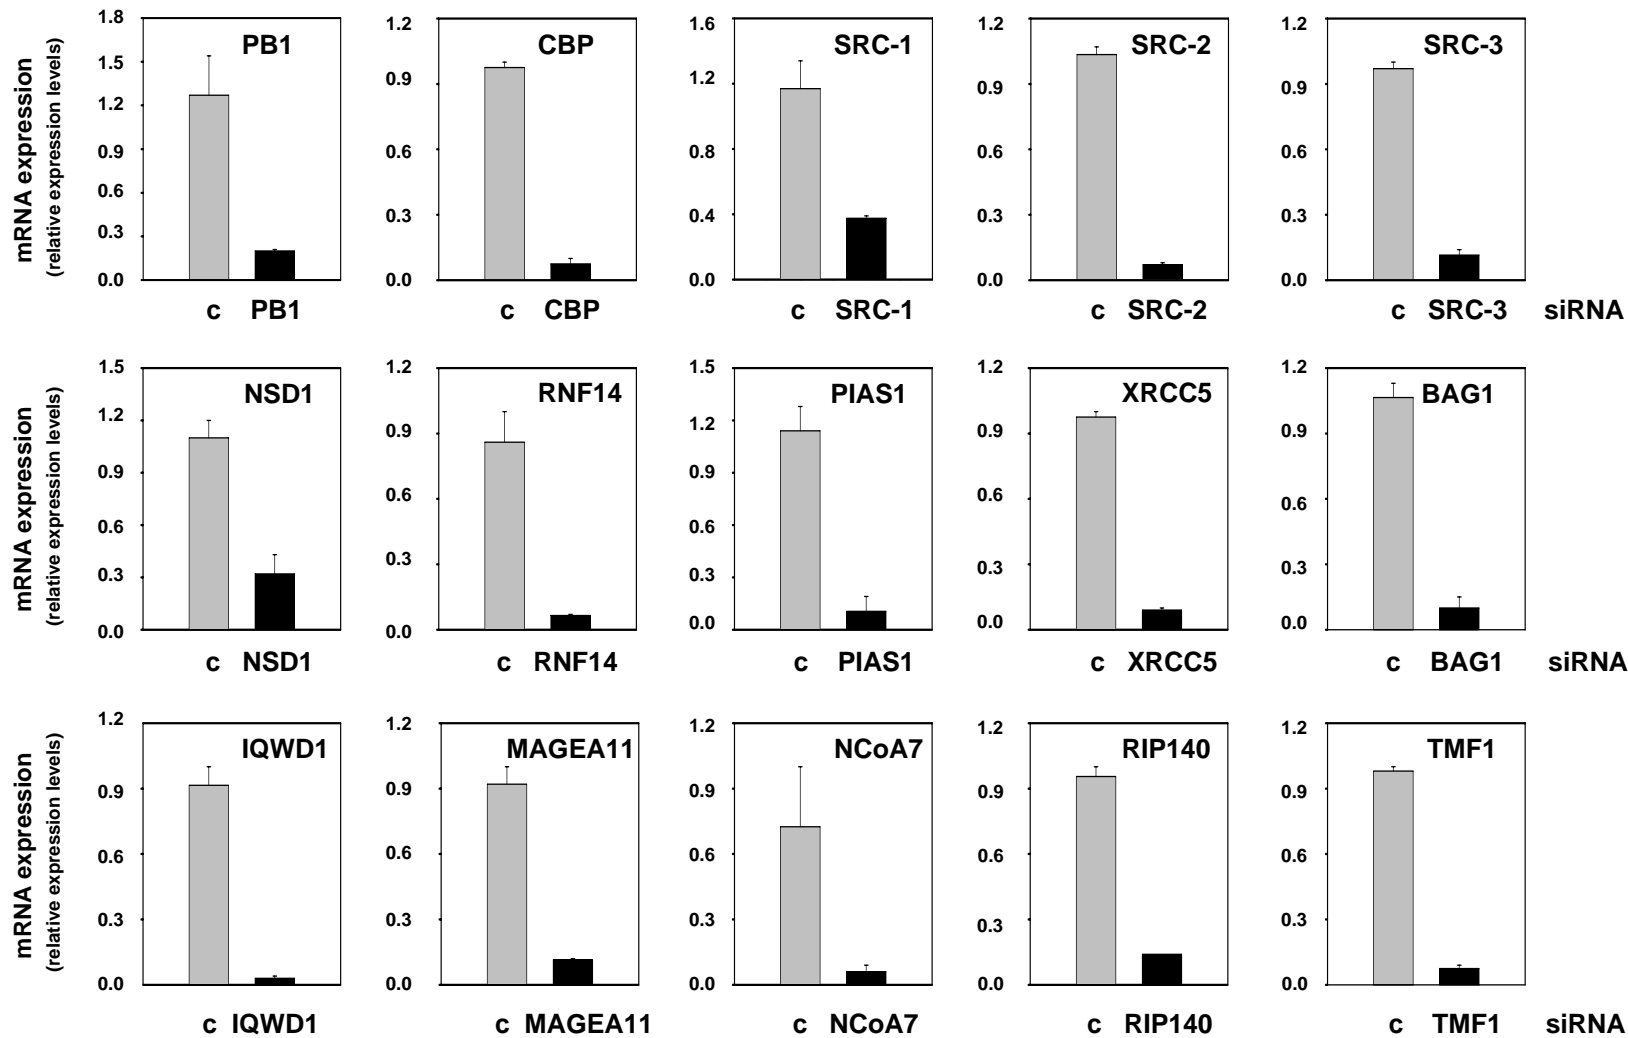 mRNA expression
(relative expression levels)
1.8
1.5
1.2
0.9
0.6
0.3
0.0
PB1
c PB1
1.2
0.9
0.6
0.3
0.0
CBP
c CBP
1.6
1.2
0.8
0.4
0.0
SRC-1
c SRC-1
1.2
0.9
0.6
0.3
0.0
SRC-2
c SRC-2
1.2
0.9
0.6
0.3
0.0
SRC-3
c SRC-3
siRNA
mRNA expression
(relative expression levels)
1.5
1.2
0.9
0.6
0.3
0.0
NSD1
c NSD1
1.2
0.9
0.6
0.3
0.0
RNF14
c RNF14
1.5
1.2
0.9
0.6
0.3
0.0
PIAS1
c PIAS1
1.2
0.9
0.6
0.3
0.0
XRCC5
c XRCC5
1.2
0.9
0.6
0.3
0.0
BAG1
c BAG1
siRNA
mRNA expression
(relative expression levels)
1.2
0.9
0.6
0.3
0.0
IQWD1
c IQWD1
1.2
0.9
0.6
0.3
0.0
MAGEA11
c MAGEA11
1.2
0.9
0.6
0.3
0.0
NCoA7
c NCoA7
1.2
0.9
0.6
0.3
0.0
RIP140
c RIP140
1.2
0.9
0.6
0.3
0.0
TMF1
c TMF1
siRNA